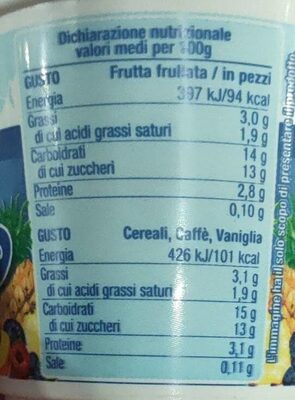 Dichiarazione nutrizionale
valori medi per 100g
GUSTO Frutta frullata / in pezzi
Energia 397 kJ/94 kcal
Grassi 3,0 g
di cui acidi grassi saturi 1,9 g
Carboidrati 14 g
di cui zuccheri 13 g
Proteine 2,8 g
Sale 0,10 g
GUSTO Cereali, Caffè, Vaniglia
Energia 426 kJ/101 kcal
Grassi 3,1 g
di cui acidi grassi saturi 1,9 g
Carboidrati 15 g
di cui zuccheri 13 g
Proteine 3,1 g
Sale 0,11 g
L'immagine ha il solo scopo di presentare il prodotto